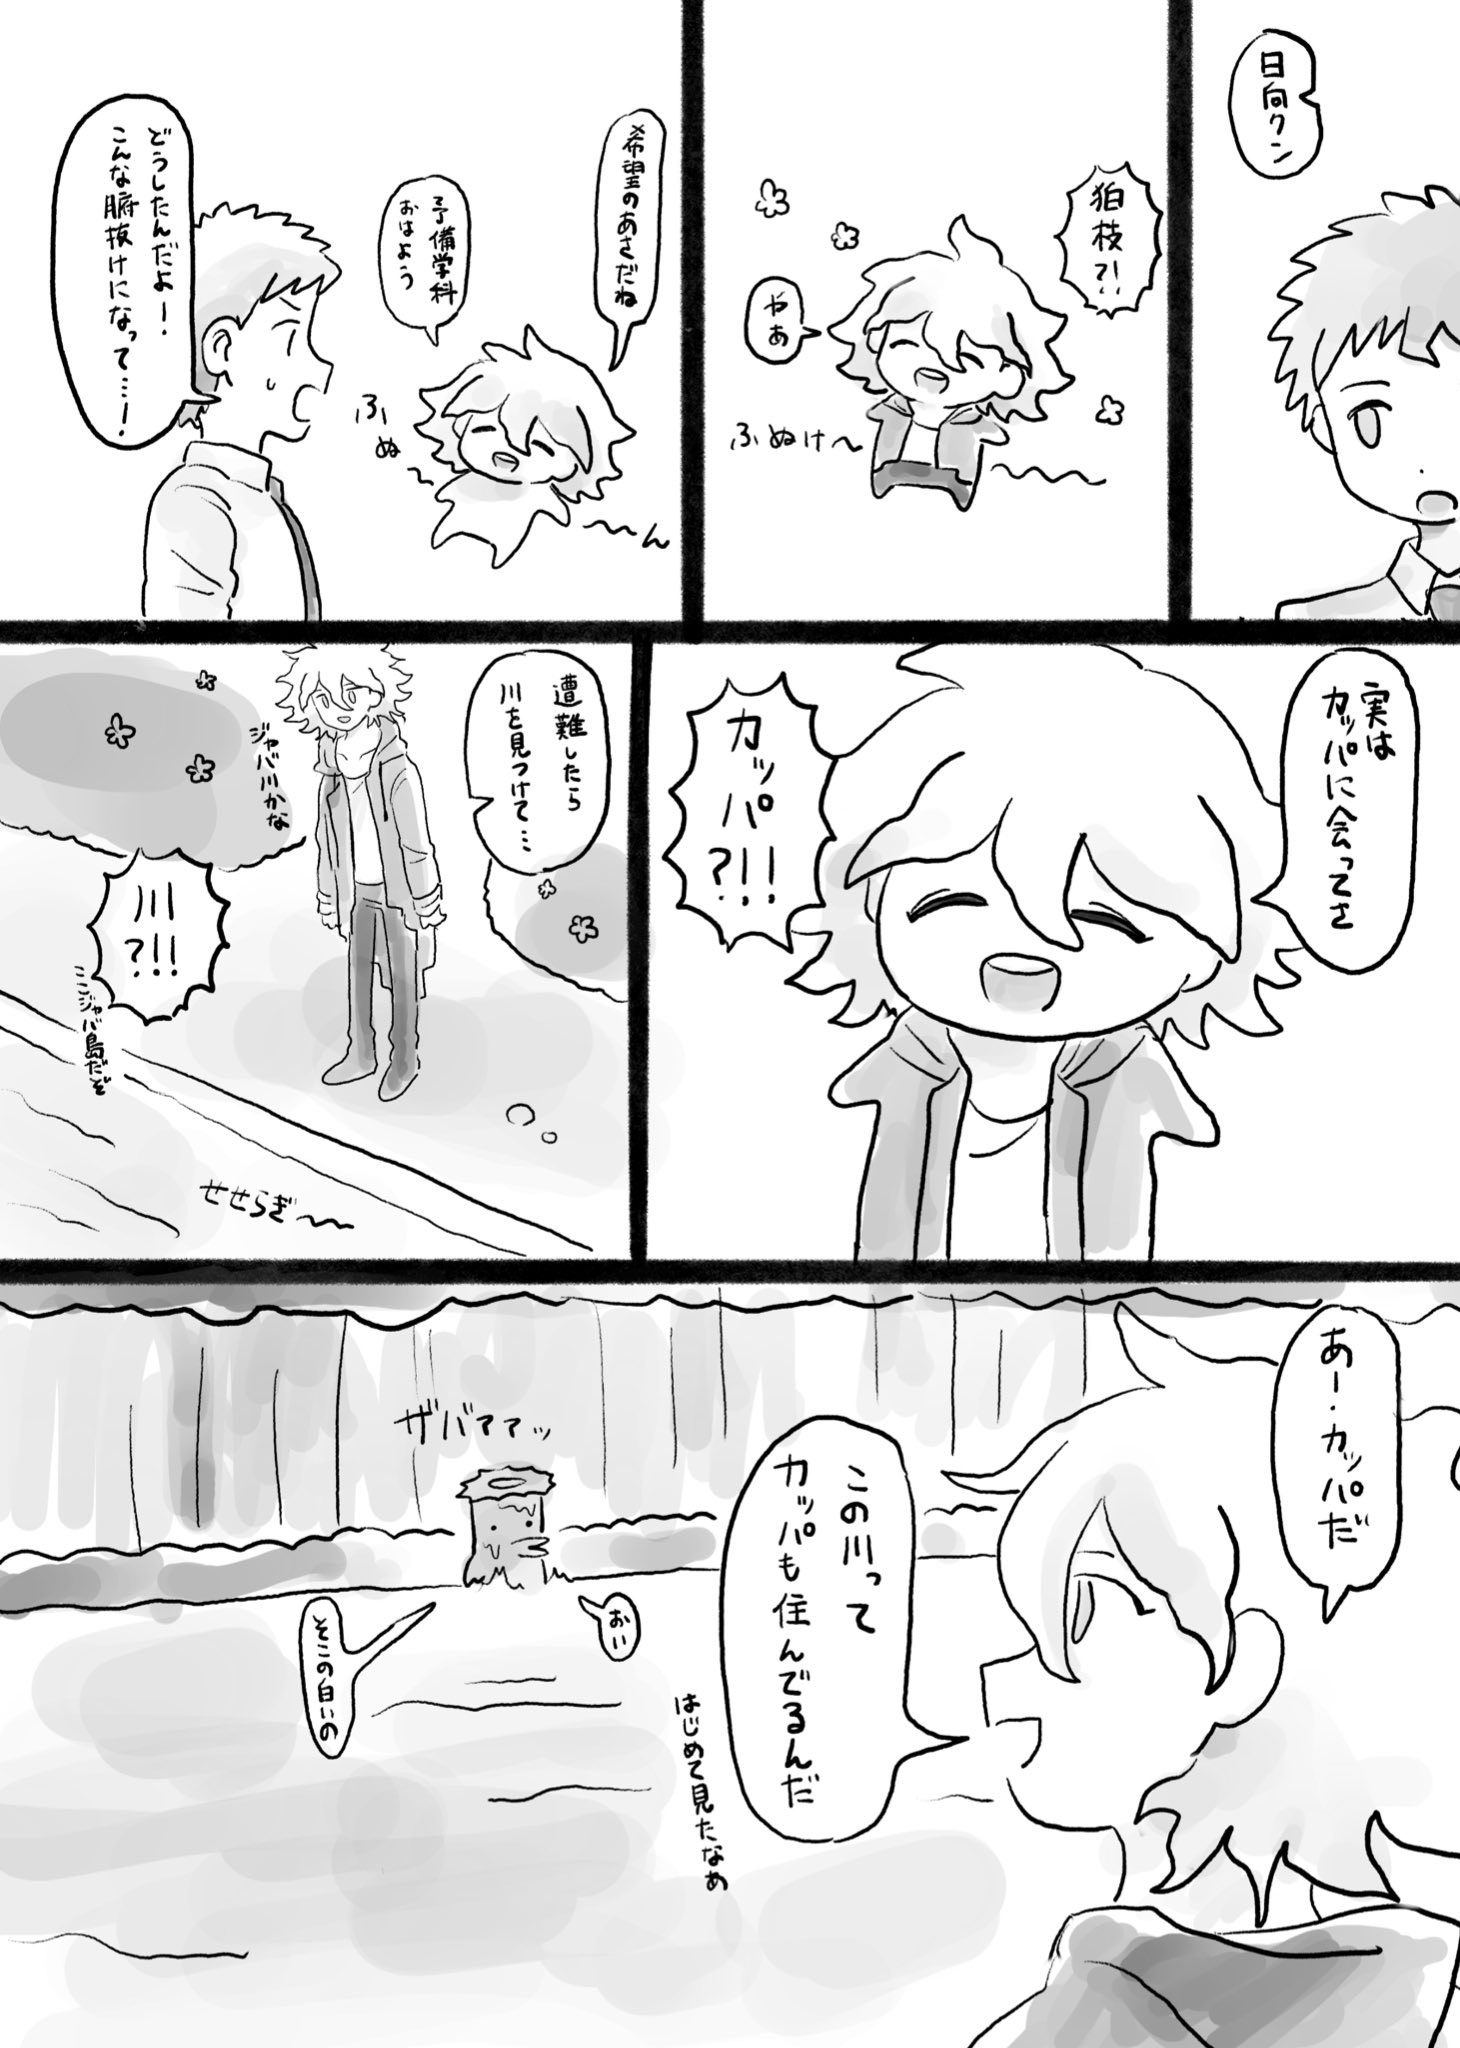 日向クン
狛枝?!!
やぁ
ふぬけ〜
希望のあさだね
予備学科
おはよう
ふぬ〜〜ん
どうしたんだよー!
こんな腑抜けになって…!
実は
カッパに会ってさ
カッパ?!!!
遭難したら
川を見つけて…
ジャバ川かな
川?!!!
ここジャバ島だぞ
せせらぎ〜〜
あー・カッパだ
この川って
カッパも住んでるんだ
はじめて見たなあ
ザバァァァッ
おい
そこの白いの